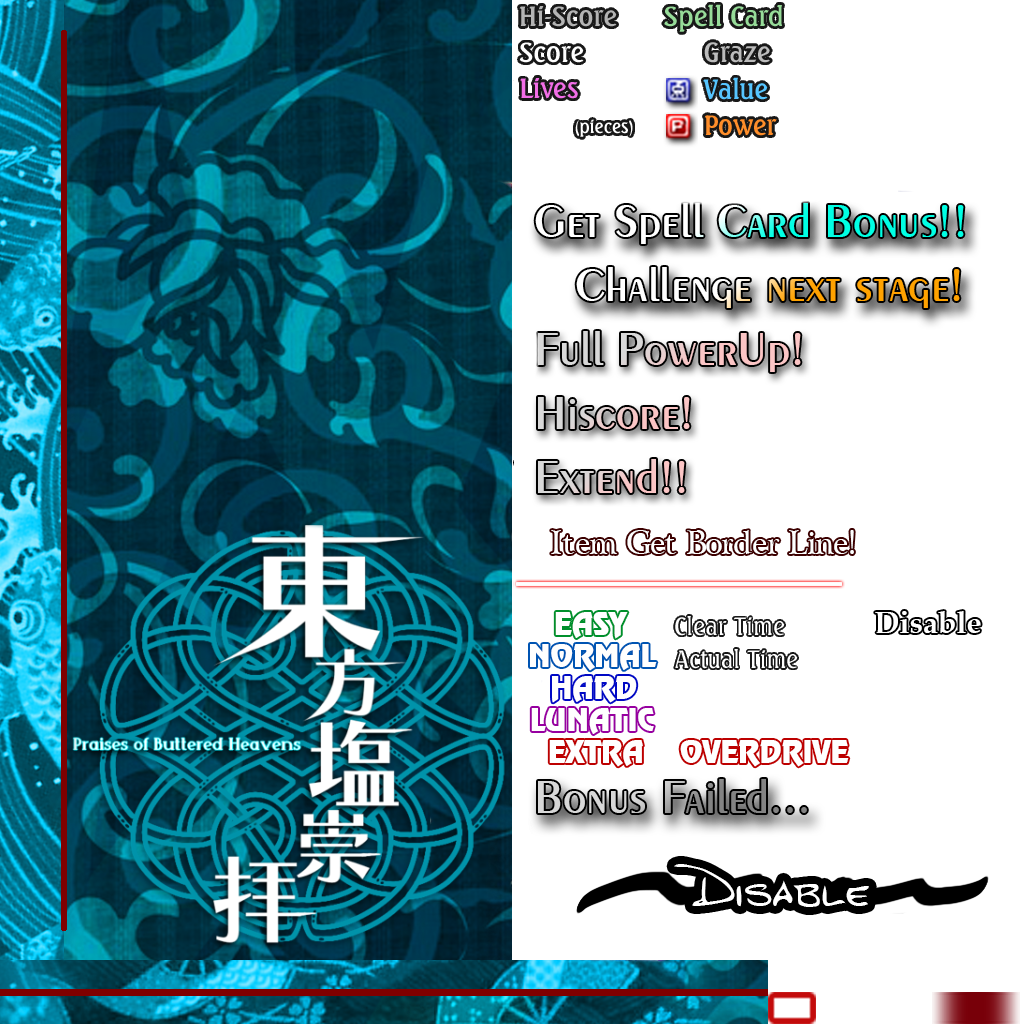 Hi-Score
Spell Card
Score
Graze
Lives
Value
(pieces)
P
Power
Get Spell Card Bonus!!
Challenge next stage!
Full PowerUp!
Hiscore!
Extend!!
Item Get Border Line!
EASY
Clear Time
Disable
NORMAL
Actual Time
HARD
LUNATIC
EXTRA
OVERDRIVE
Bonus Failed...
Disable
東方塩崇拝
Praises of Buttered Heavens